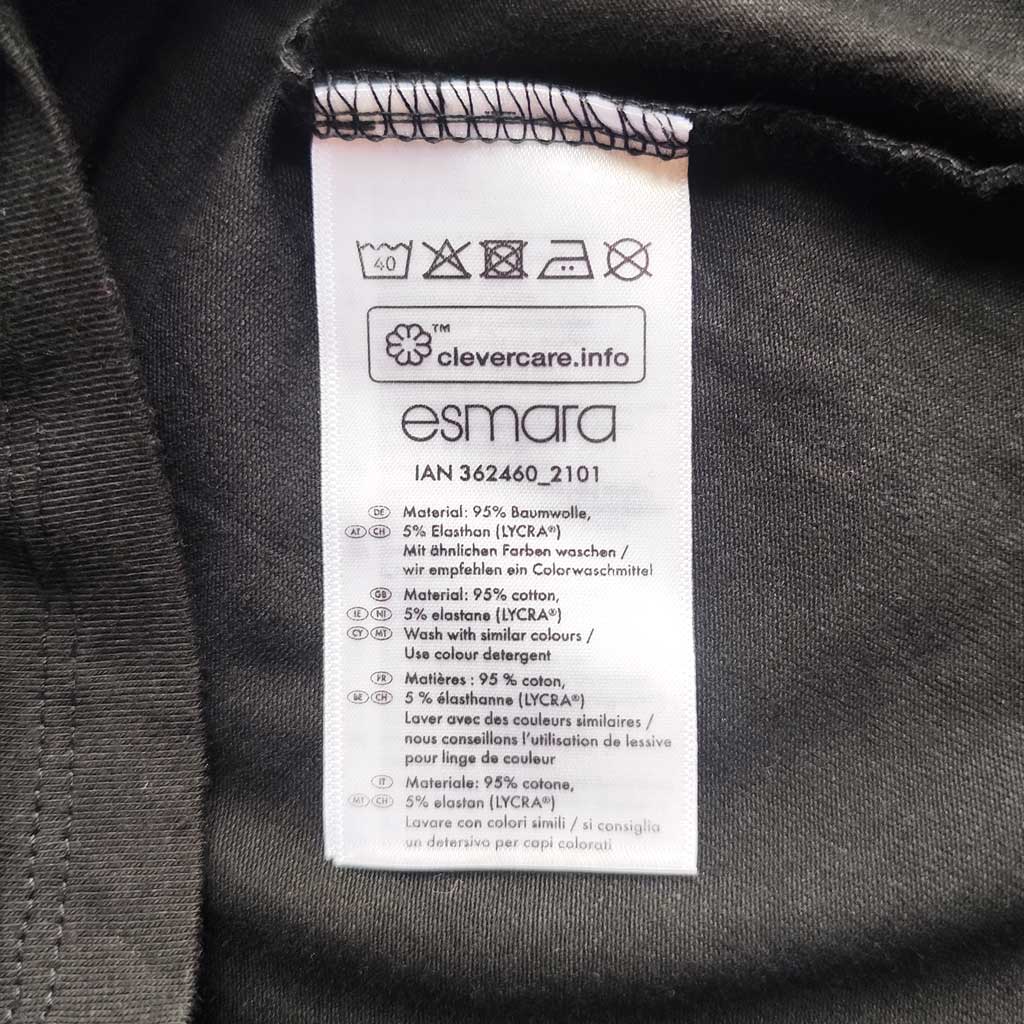 40
™
clevercare.info
esmara
IAN 362460_2101
DE Material: 95% Baumwolle,
AT CH 5% Elasthan (LYCRA®)
Mit ähnlichen Farben waschen /
wir empfehlen ein Colorwaschmittel
GB Material: 95% cotton,
IE NI 5% elastane (LYCRA®)
CY MT Wash with similar colours /
Use colour detergent
FR Matières : 95 % coton,
BE CH 5 % élasthanne (LYCRA®)
Laver avec des couleurs similaires /
nous conseillons l'utilisation de lessive
pour linge de couleur
IT Materiale: 95% cotone,
MT CH 5% elastan (LYCRA®)
Lavare con colori simili / si consiglia
un detersivo per capi colorati